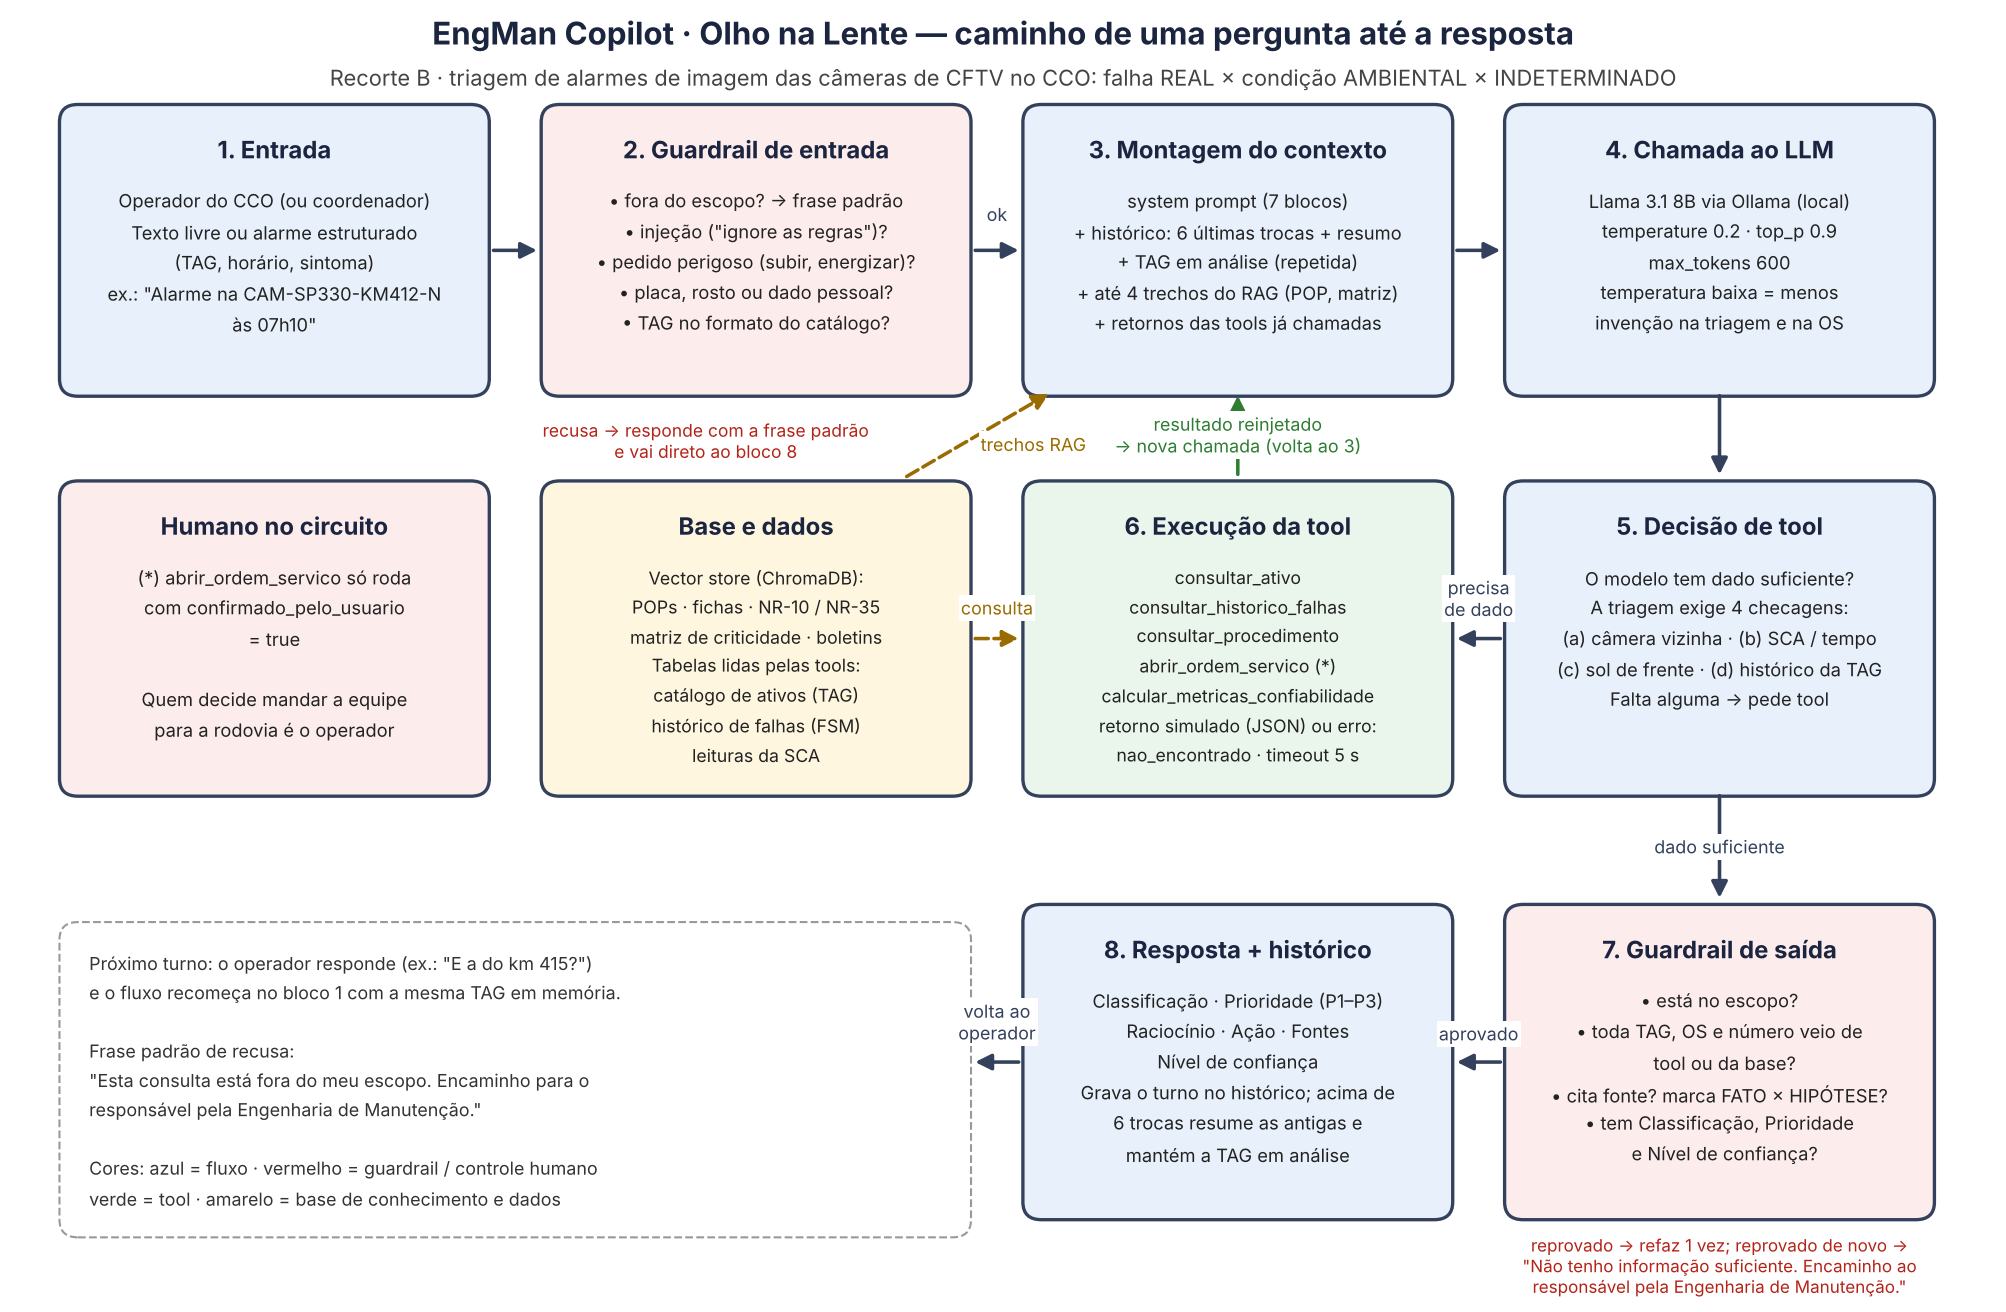 EngMan Copilot · Olho na Lente — caminho de uma pergunta até a resposta
Recorte B · triagem de alarmes de imagem das câmeras de CFTV no CCO: falha REAL × condição AMBIENTAL × INDETERMINADO
1. Entrada
Operador do CCO (ou coordenador)
Texto livre ou alarme estruturado
(TAG, horário, sintoma)
ex.: "Alarme na CAM-SP330-KM412-N
às 07h10"
2. Guardrail de entrada
• fora do escopo? → frase padrão
• injeção ("ignore as regras")?
• pedido perigoso (subir, energizar)?
• placa, rosto ou dado pessoal?
• TAG no formato do catálogo?
ok
3. Montagem do contexto
system prompt (7 blocos)
+ histórico: 6 últimas trocas + resumo
+ TAG em análise (repetida)
+ até 4 trechos do RAG (POP, matriz)
+ retornos das tools já chamadas
4. Chamada ao LLM
Llama 3.1 8B via Ollama (local)
temperature 0.2 · top_p 0.9
max_tokens 600
temperatura baixa = menos
invenção na triagem e na OS
recusa → responde com a frase padrão
e vai direto ao bloco 8
trechos RAG
resultado reinjetado
→ nova chamada (volta ao 3)
Humano no circuito
(*) abrir_ordem_servico só roda
com confirmado_pelo_usuario
= true
Quem decide mandar a equipe
para a rodovia é o operador
Base e dados
Vector store (ChromaDB):
POPs · fichas · NR-10 / NR-35
matriz de criticidade · boletins
Tabelas lidas pelas tools:
catálogo de ativos (TAG)
histórico de falhas (FSM)
leituras da SCA
consulta
6. Execução da tool
consultar_ativo
consultar_historico_falhas
consultar_procedimento
abrir_ordem_servico (*)
calcular_metricas_confiabilidade
retorno simulado (JSON) ou erro:
nao_encontrado · timeout 5 s
precisa
de dado
5. Decisão de tool
O modelo tem dado suficiente?
A triagem exige 4 checagens:
(a) câmera vizinha · (b) SCA / tempo
(c) sol de frente · (d) histórico da TAG
Falta alguma → pede tool
dado suficiente
Próximo turno: o operador responde (ex.: "E a do km 415?")
e o fluxo recomeça no bloco 1 com a mesma TAG em memória.
Frase padrão de recusa:
"Esta consulta está fora do meu escopo. Encaminho para o
responsável pela Engenharia de Manutenção."
Cores: azul = fluxo · vermelho = guardrail / controle humano
verde = tool · amarelo = base de conhecimento e dados
volta ao
operador
8. Resposta + histórico
Classificação · Prioridade (P1–P3)
Raciocínio · Ação · Fontes
Nível de confiança
Grava o turno no histórico; acima de
6 trocas resume as antigas e
mantém a TAG em análise
aprovado
7. Guardrail de saída
• está no escopo?
• toda TAG, OS e número veio de
tool ou da base?
• cita fonte? marca FATO × HIPÓTESE?
• tem Classificação, Prioridade
e Nível de confiança?
reprovado → refaz 1 vez; reprovado de novo →
"Não tenho informação suficiente. Encaminho ao
responsável pela Engenharia de Manutenção."